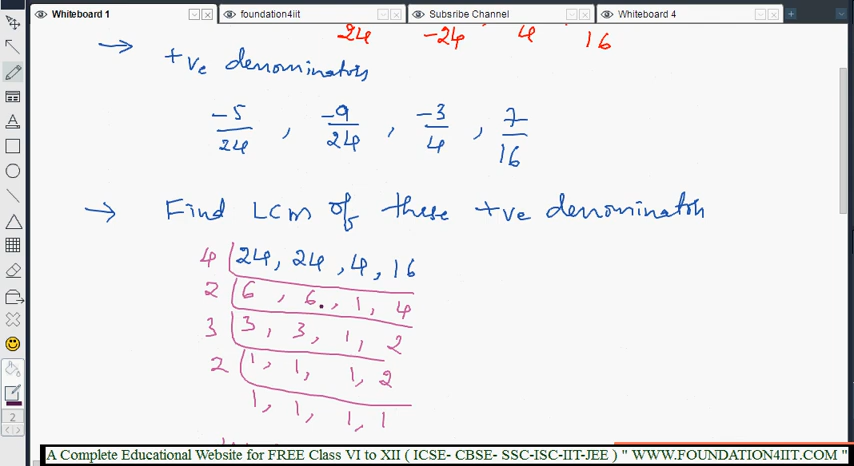 Whiteboard 1 foundation4iit Subsribe Channel Whiteboard 4
24 -24 4 16
→ +ve denominators
-5/24 , -9/24 , -3/4 , 7/16
→ Find LCM of these +ve denominators
4 | 24, 24, 4, 16
2 | 6, 6, 1, 4
3 | 3, 3, 1, 2
2 | 1, 1, 1, 2
1, 1, 1, 1
2
A Complete Educational Website for FREE Class VI to XII ( ICSE- CBSE- SSC-ISC-IIT-JEE ) " WWW.FOUNDATION4IIT.COM "